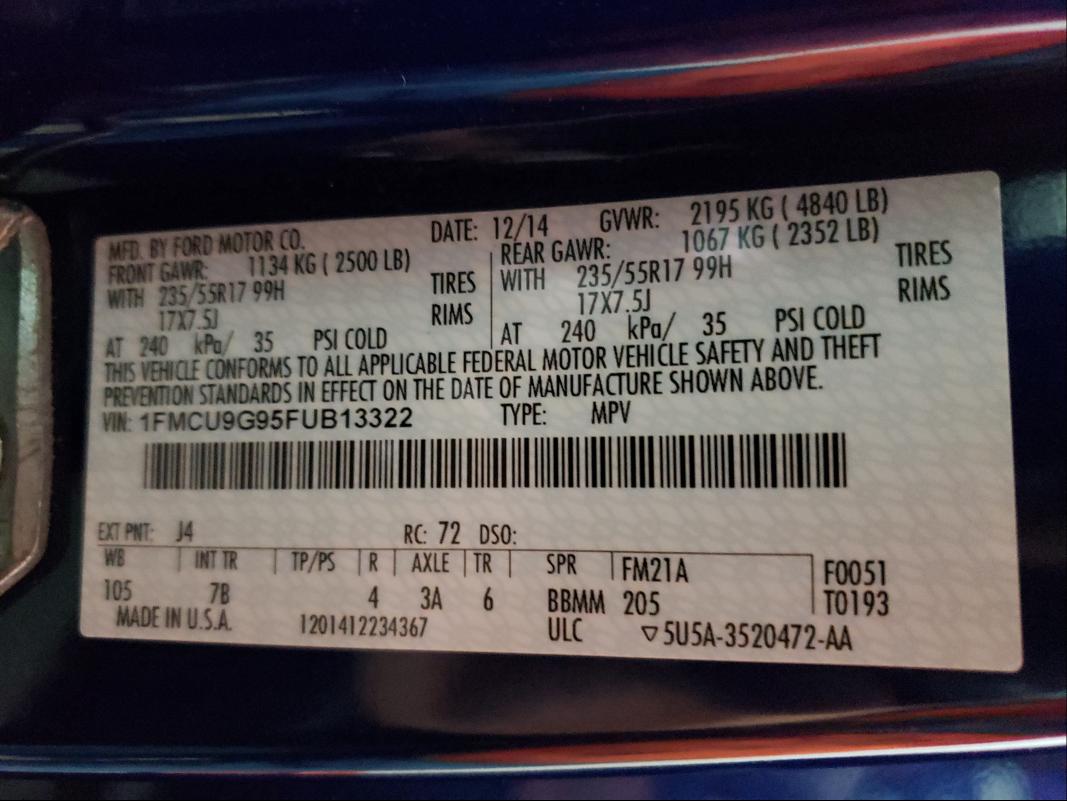 MFD. BY FORD MOTOR CO. DATE: 12/14 GVWR: 2195 KG ( 4840 LB)
FRONT GAWR: 1134 KG ( 2500 LB) REAR GAWR: 1067 KG ( 2352 LB)
WITH 235/55R17 99H TIRES WITH 235/55R17 99H TIRES
17X7.5J RIMS 17X7.5J RIMS
AT 240 kPa/ 35 PSI COLD AT 240 kPa/ 35 PSI COLD
THIS VEHICLE CONFORMS TO ALL APPLICABLE FEDERAL MOTOR VEHICLE SAFETY AND THEFT
PREVENTION STANDARDS IN EFFECT ON THE DATE OF MANUFACTURE SHOWN ABOVE.
VIN: 1FMCU9G95FUB13322 TYPE: MPV
EXT PNT: J4 RC: 72 DSO:
WB INT TR TP/PS R AXLE TR SPR FM21A F0051
105 7B 4 3A 6 BBMM 205 T0193
MADE IN U.S.A. 1201412234367 ULC ▽5U5A-3520472-AA